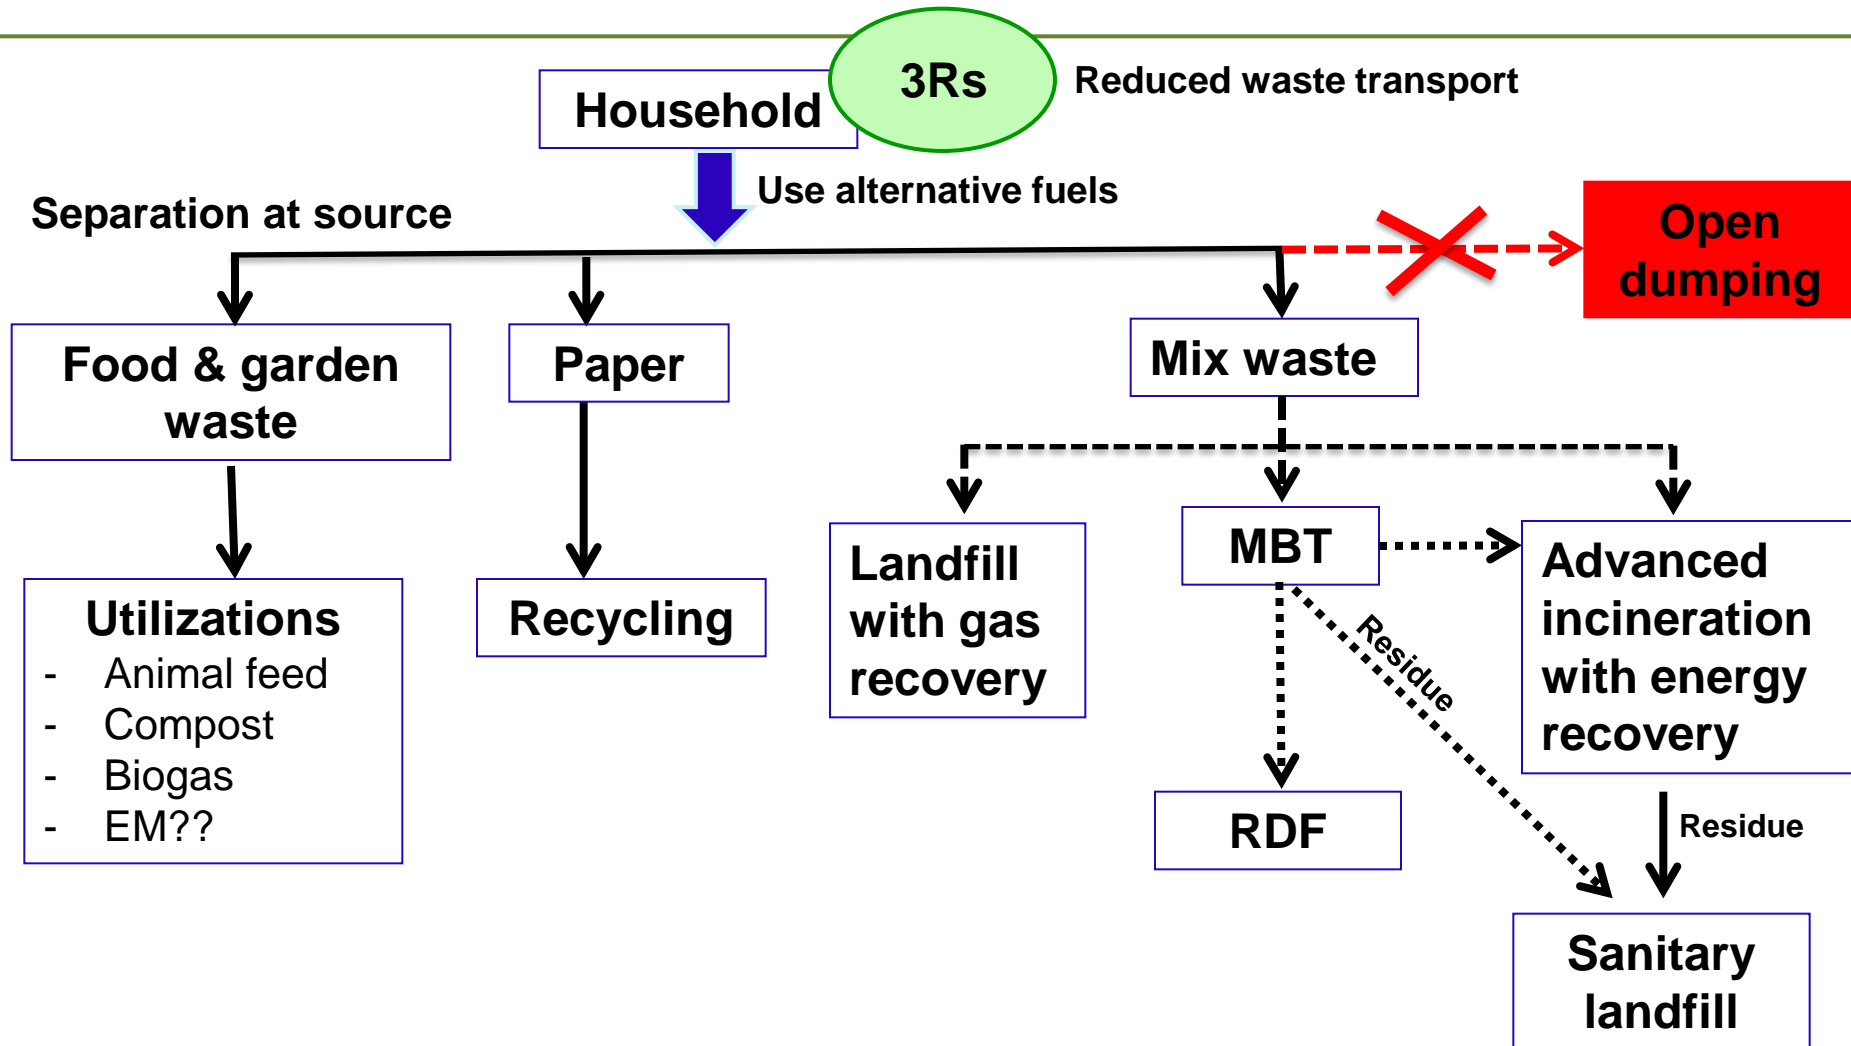 3Rs
Reduced waste transport
Household
Use alternative fuels
Separation at source
Open
dumping
Food & garden
waste
Paper
Mix waste
Utilizations
- Animal feed
- Compost
- Biogas
- EM??
Recycling
Landfill
with gas
recovery
MBT
Advanced
incineration
with energy
recovery
Residue
RDF
Residue
Sanitary
landfill